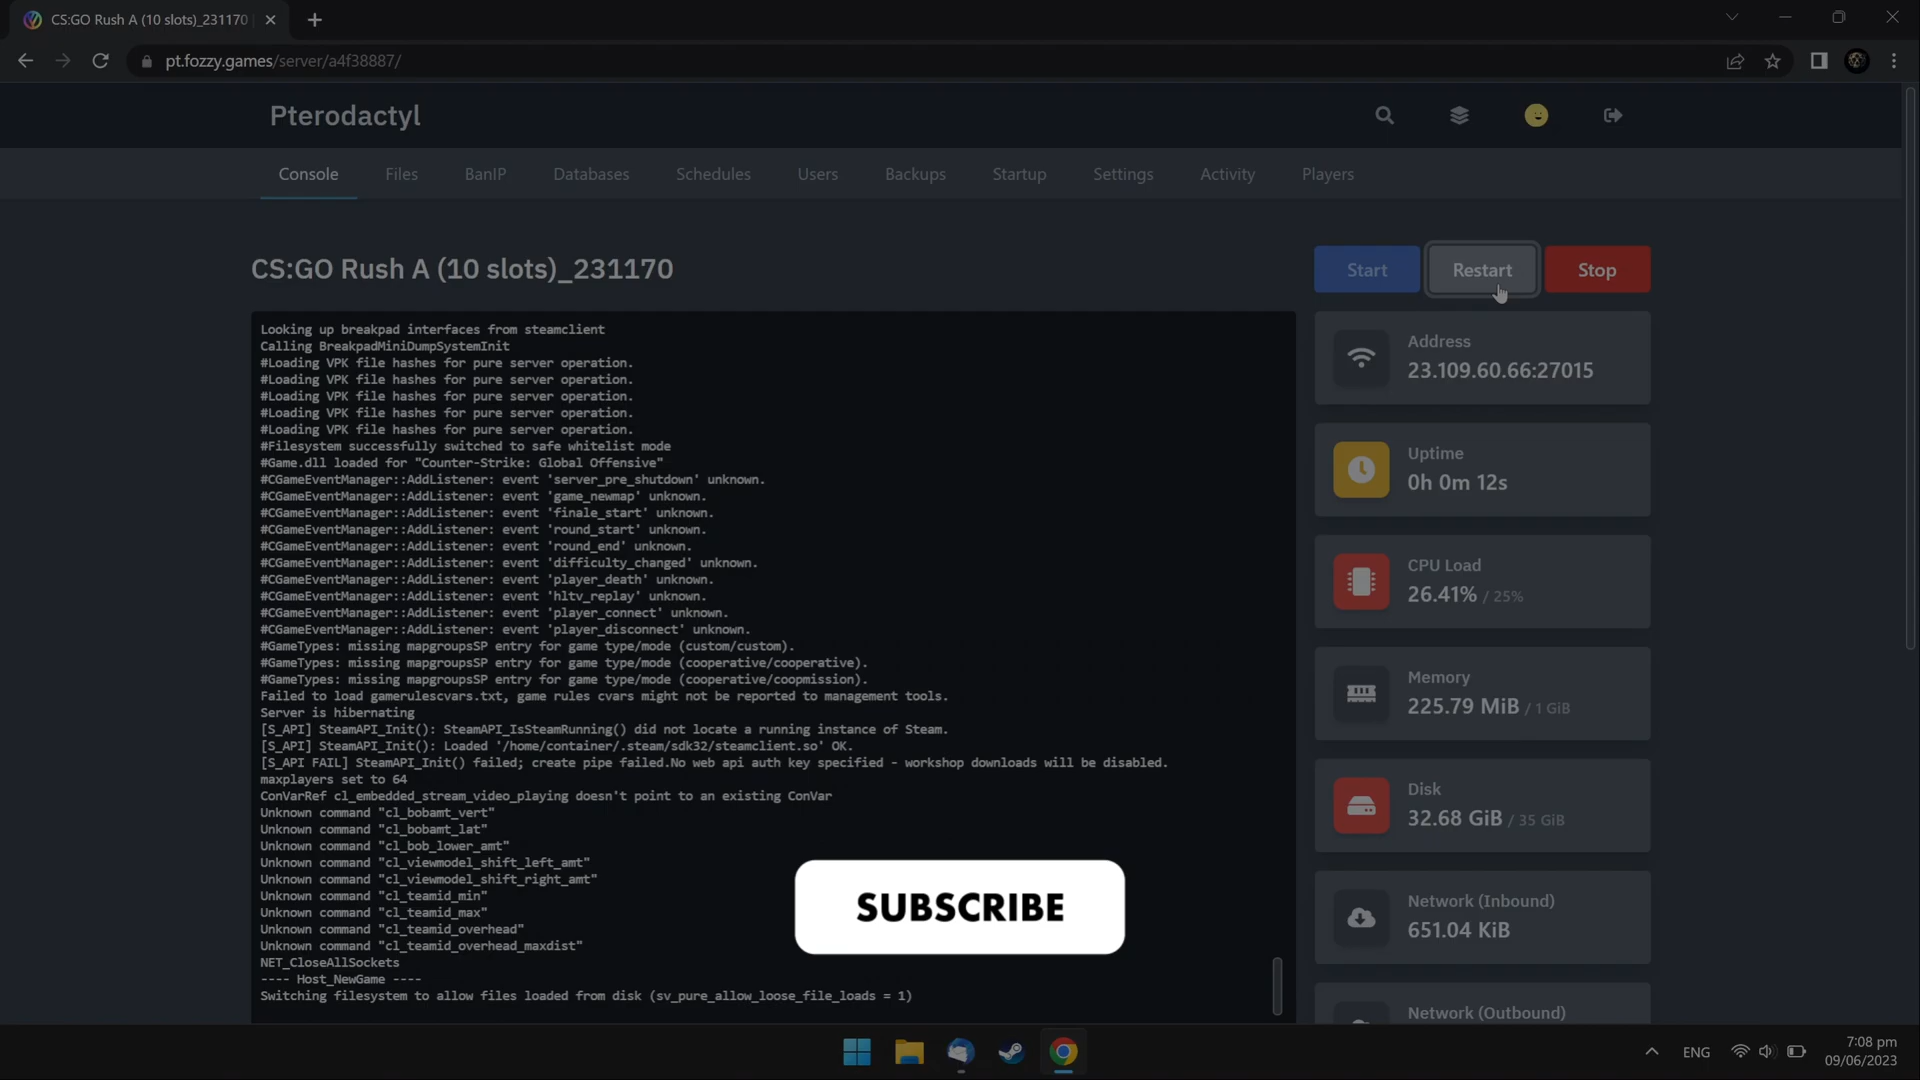 CS:GO Rush A (10 slots)_231170
pt.fozzy.games/server/a4f38887/
Pterodactyl
Console Files BanIP Databases Schedules Users Backups Startup Settings Activity Players
CS:GO Rush A (10 slots)_231170
Start Restart Stop
Looking up breakpad interfaces from steamclient
Calling BreakpadMiniDumpSystemInit
#Loading VPK file hashes for pure server operation.
#Loading VPK file hashes for pure server operation.
#Loading VPK file hashes for pure server operation.
#Loading VPK file hashes for pure server operation.
#Loading VPK file hashes for pure server operation.
#Filesystem successfully switched to safe whitelist mode
#Game.dll loaded for "Counter-Strike: Global Offensive"
#CGameEventManager::AddListener: event 'server_pre_shutdown' unknown.
#CGameEventManager::AddListener: event 'game_newmap' unknown.
#CGameEventManager::AddListener: event 'finale_start' unknown.
#CGameEventManager::AddListener: event 'round_start' unknown.
#CGameEventManager::AddListener: event 'round_end' unknown.
#CGameEventManager::AddListener: event 'difficulty_changed' unknown.
#CGameEventManager::AddListener: event 'player_death' unknown.
#CGameEventManager::AddListener: event 'hltv_replay' unknown.
#CGameEventManager::AddListener: event 'player_connect' unknown.
#CGameEventManager::AddListener: event 'player_disconnect' unknown.
#GameTypes: missing mapgroupsSP entry for game type/mode (custom/custom).
#GameTypes: missing mapgroupsSP entry for game type/mode (cooperative/cooperative).
#GameTypes: missing mapgroupsSP entry for game type/mode (cooperative/coopmission).
Failed to load gamerulescvars.txt, game rules cvars might not be reported to management tools.
Server is hibernating
[S_API] SteamAPI_Init(): SteamAPI_IsSteamRunning() did not locate a running instance of Steam.
[S_API] SteamAPI_Init(): Loaded '/home/container/.steam/sdk32/steamclient.so' OK.
[S_API FAIL] SteamAPI_Init() failed; create pipe failed.No web api auth key specified - workshop downloads will be disabled.
maxplayers set to 64
ConVarRef cl_embedded_stream_video_playing doesn't point to an existing ConVar
Unknown command "cl_bobamt_vert"
Unknown command "cl_bobamt_lat"
Unknown command "cl_bob_lower_amt"
Unknown command "cl_viewmodel_shift_left_amt"
Unknown command "cl_viewmodel_shift_right_amt"
Unknown command "cl_teamid_min"
Unknown command "cl_teamid_max"
Unknown command "cl_teamid_overhead"
Unknown command "cl_teamid_overhead_maxdist"
NET_CloseAllSockets
---- Host_NewGame ----
Switching filesystem to allow files loaded from disk (sv_pure_allow_loose_file_loads = 1)
Address
23.109.60.66:27015
Uptime
0h 0m 12s
CPU Load
26.41% / 25%
Memory
225.79 MiB / 1 GiB
Disk
32.68 GiB / 35 GiB
Network (Inbound)
651.04 KiB
Network (Outbound)
SUBSCRIBE
ENG
7:08 pm
09/06/2023